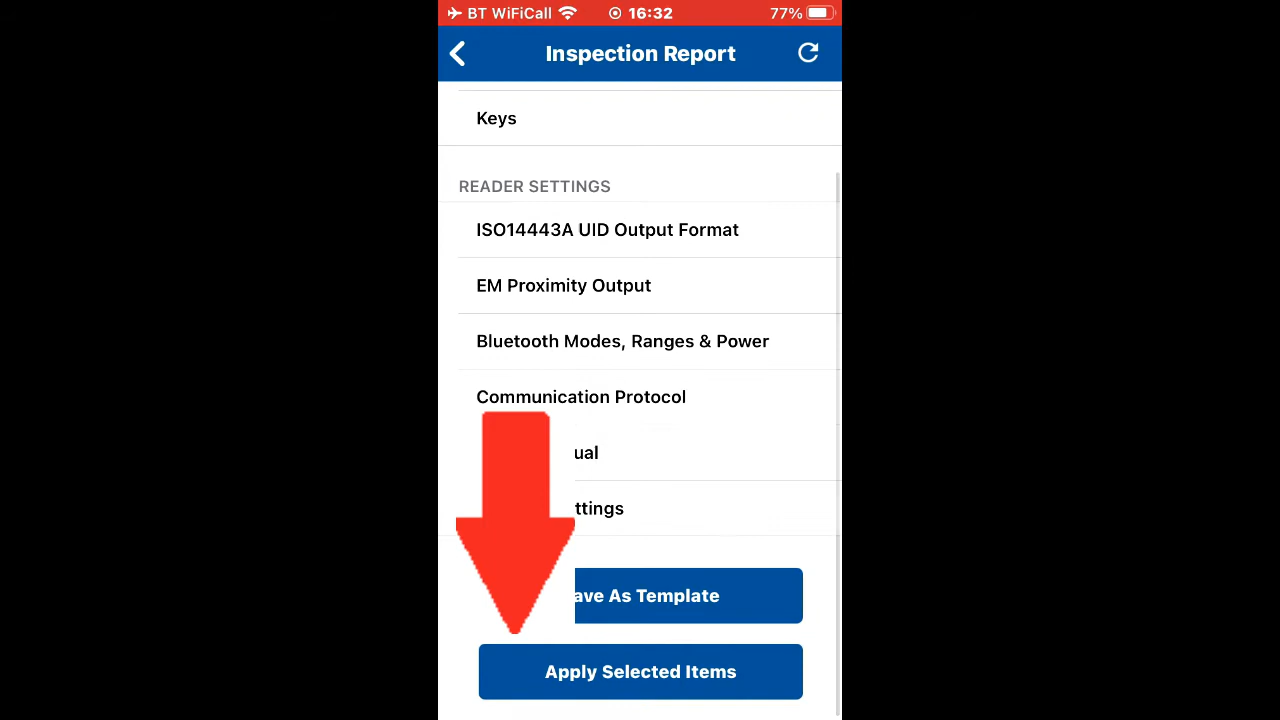 BT WiFiCall 16:32 77%
Inspection Report
Keys
READER SETTINGS
ISO14443A UID Output Format
EM Proximity Output
Bluetooth Modes, Ranges & Power
Communication Protocol
ual
ttings
ave As Template
Apply Selected Items